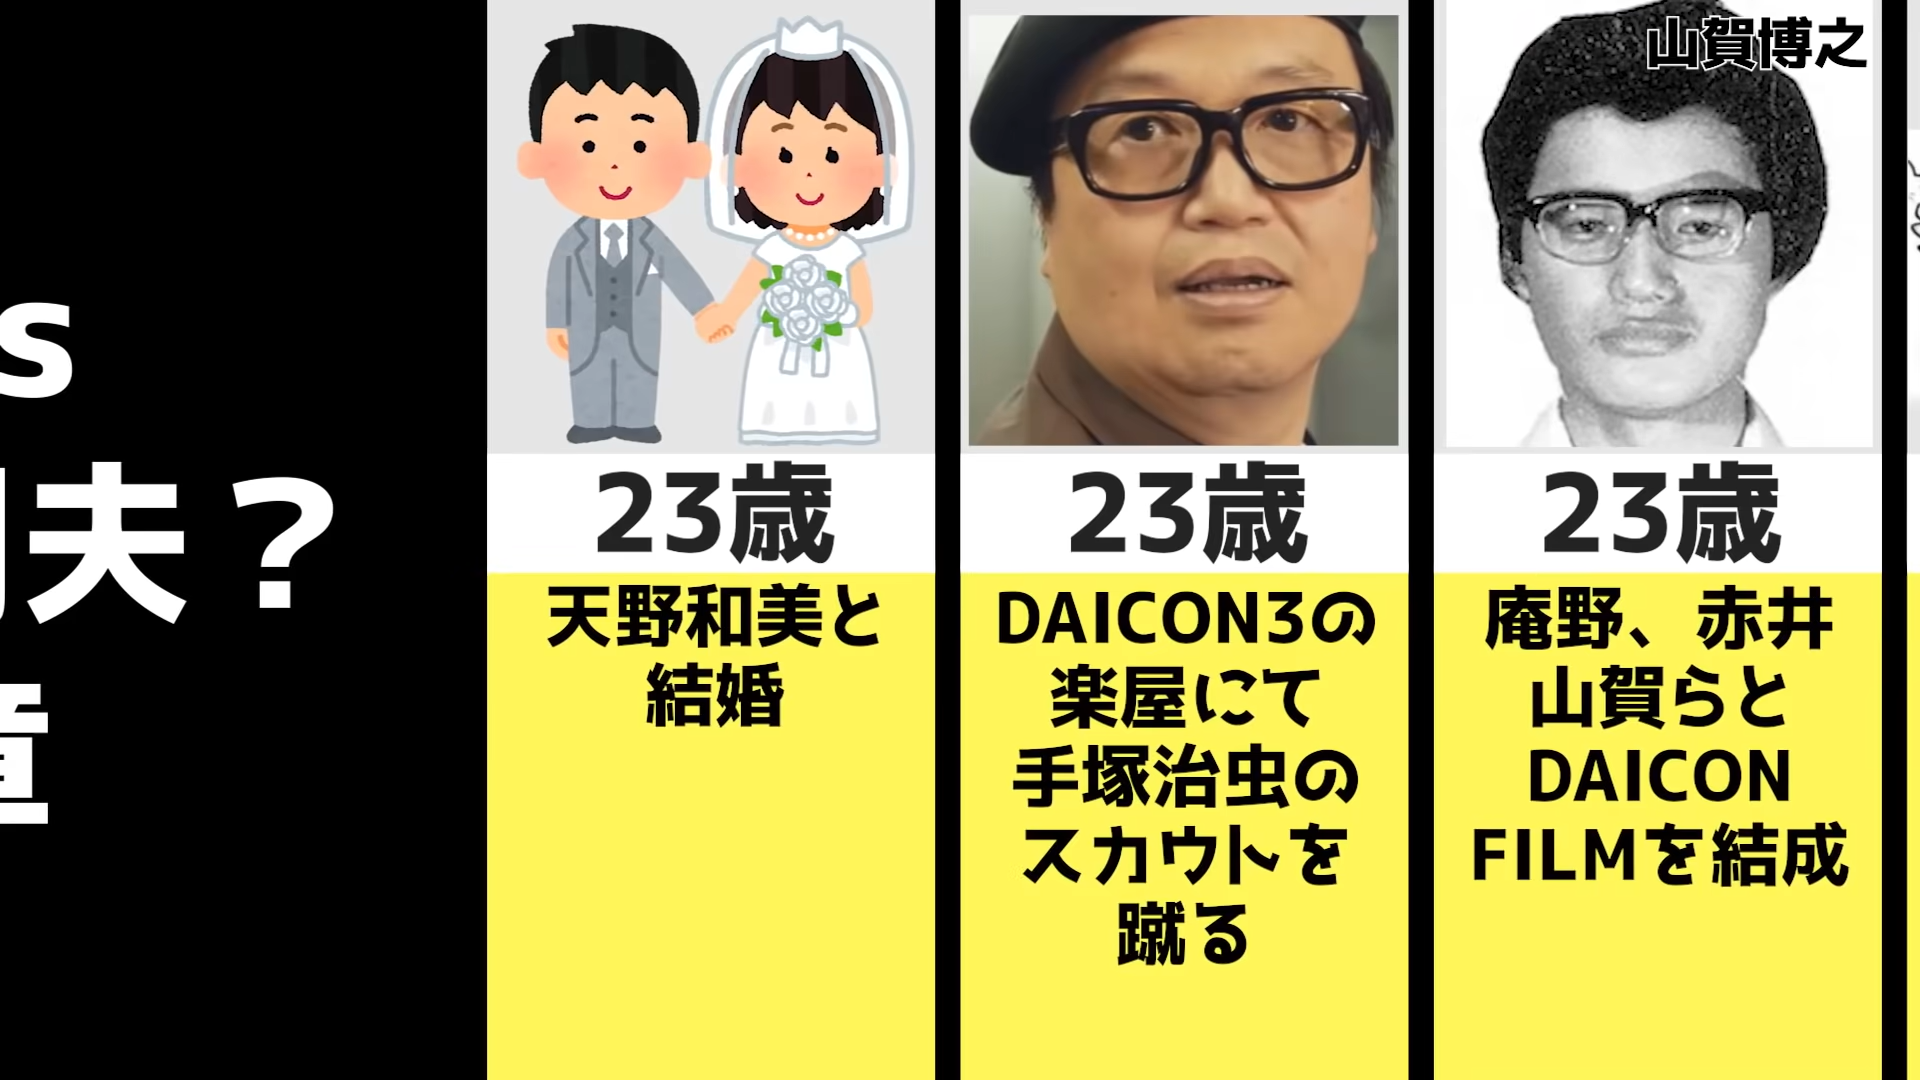 s
夫？
山賀博之
23歳
天野和美と
結婚
23歳
DAICON3の
楽屋にて
手塚治虫の
スカウトを
蹴る
23歳
庵野、赤井
山賀らと
DAICON
FILMを結成